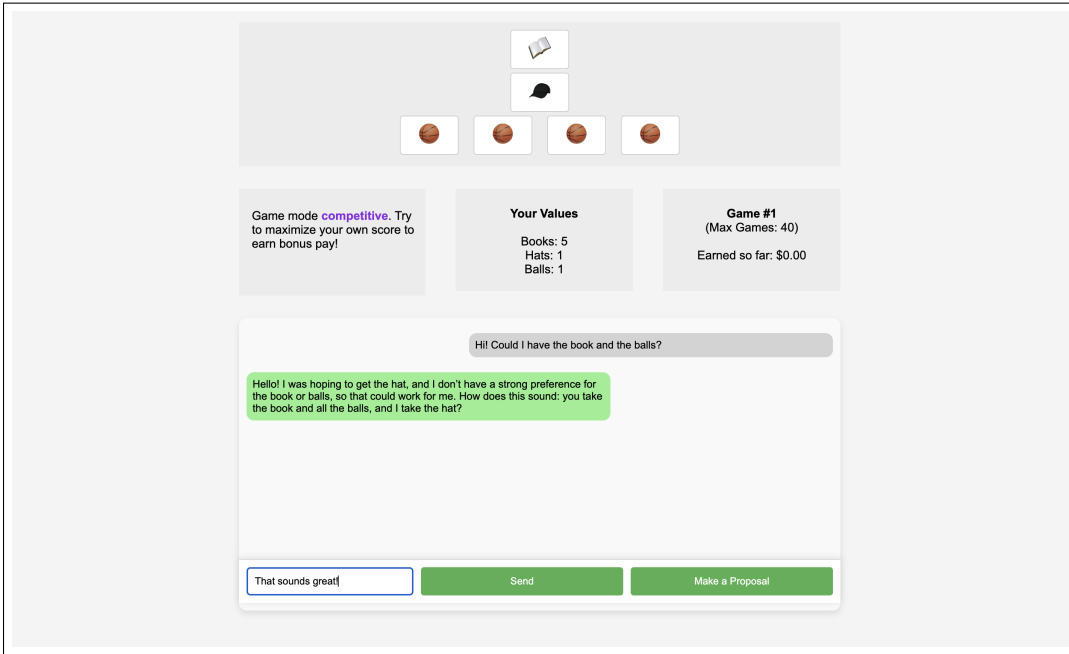 Game mode competitive. Try
to maximize your own score to
earn bonus pay!
Your Values
Books: 5
Hats: 1
Balls: 1
Game #1
(Max Games: 40)
Earned so far: $0.00
Hi! Could I have the book and the balls?
Hello! I was hoping to get the hat, and I don't have a strong preference for
the book or balls, so that could work for me. How does this sound: you take
the book and all the balls, and I take the hat?
That sounds great!
Send
Make a Proposal